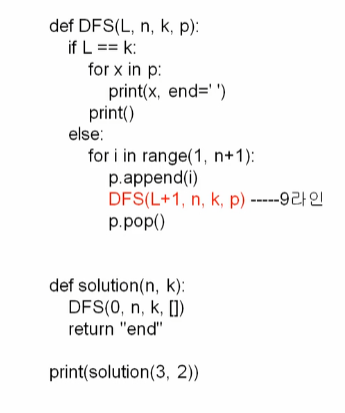 def DFS(L, n, k, p):
    if L == k:
        for x in p:
            print(x, end=' ')
        print()
    else:
        for i in range(1, n+1):
            p.append(i)
            DFS(L+1, n, k, p) -----9라인
            p.pop()
def solution(n, k):
    DFS(0, n, k, [])
    return "end"
print(solution(3, 2))